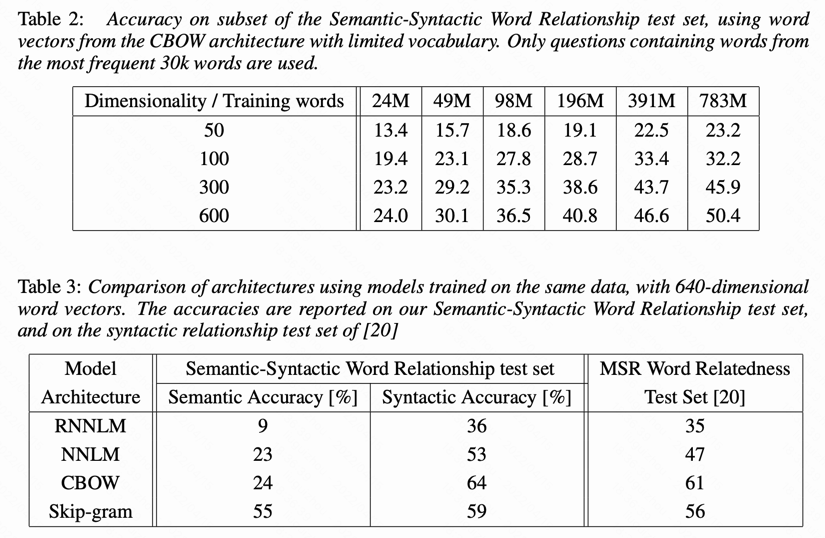 Table 2: Accuracy on subset of the Semantic-Syntactic Word Relationship test set, using word
vectors from the CBOW architecture with limited vocabulary. Only questions containing words from
the most frequent 30k words are used.
Dimensionality / Training words 24M 49M 98M 196M 391M 783M
50 13.4 15.7 18.6 19.1 22.5 23.2
100 19.4 23.1 27.8 28.7 33.4 32.2
300 23.2 29.2 35.3 38.6 43.7 45.9
600 24.0 30.1 36.5 40.8 46.6 50.4
Table 3: Comparison of architectures using models trained on the same data, with 640-dimensional
word vectors. The accuracies are reported on our Semantic-Syntactic Word Relationship test set,
and on the syntactic relationship test set of [20]
Model Semantic-Syntactic Word Relationship test set MSR Word Relatedness
Architecture Semantic Accuracy [%] Syntactic Accuracy [%] Test Set [20]
RNNLM 9 36 35
NNLM 23 53 47
CBOW 24 64 61
Skip-gram 55 59 56